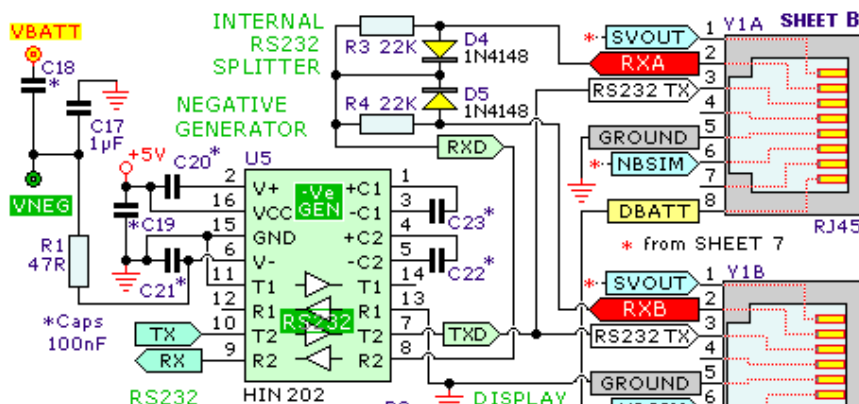 INTERNAL
RS232
SPLITTER
NEGATIVE
GENERATOR
VBATT
C18
*
C17
1µF
VNEG
R1
47R
*Caps
100nF
+5V
C20*
*C19
C21*
R3 22K
R4 22K
D4
1N4148
D5
1N4148
RXD
U5
2 V+ -Ve +C1 1
16 VCC GEN -C1 3
15 GND +C2 4
6 V- -C2 5
11 T1 T1 14
12 R1 RS232 R1 13
10 T2 T2 7
9 R2 R2 8
C23*
C22*
TX
RX
TXD
HIN 202
RS232
DISPLAY
Y1A SHEET B
* SVOUT 1
RXA 2
RS232 TX 3
4
GROUND 5
* NBSIM 6
7
DBATT 8
RJ45
* from SHEET 7
Y1B
* SVOUT 1
RXB 2
RS232 TX 3
4
GROUND 5
6